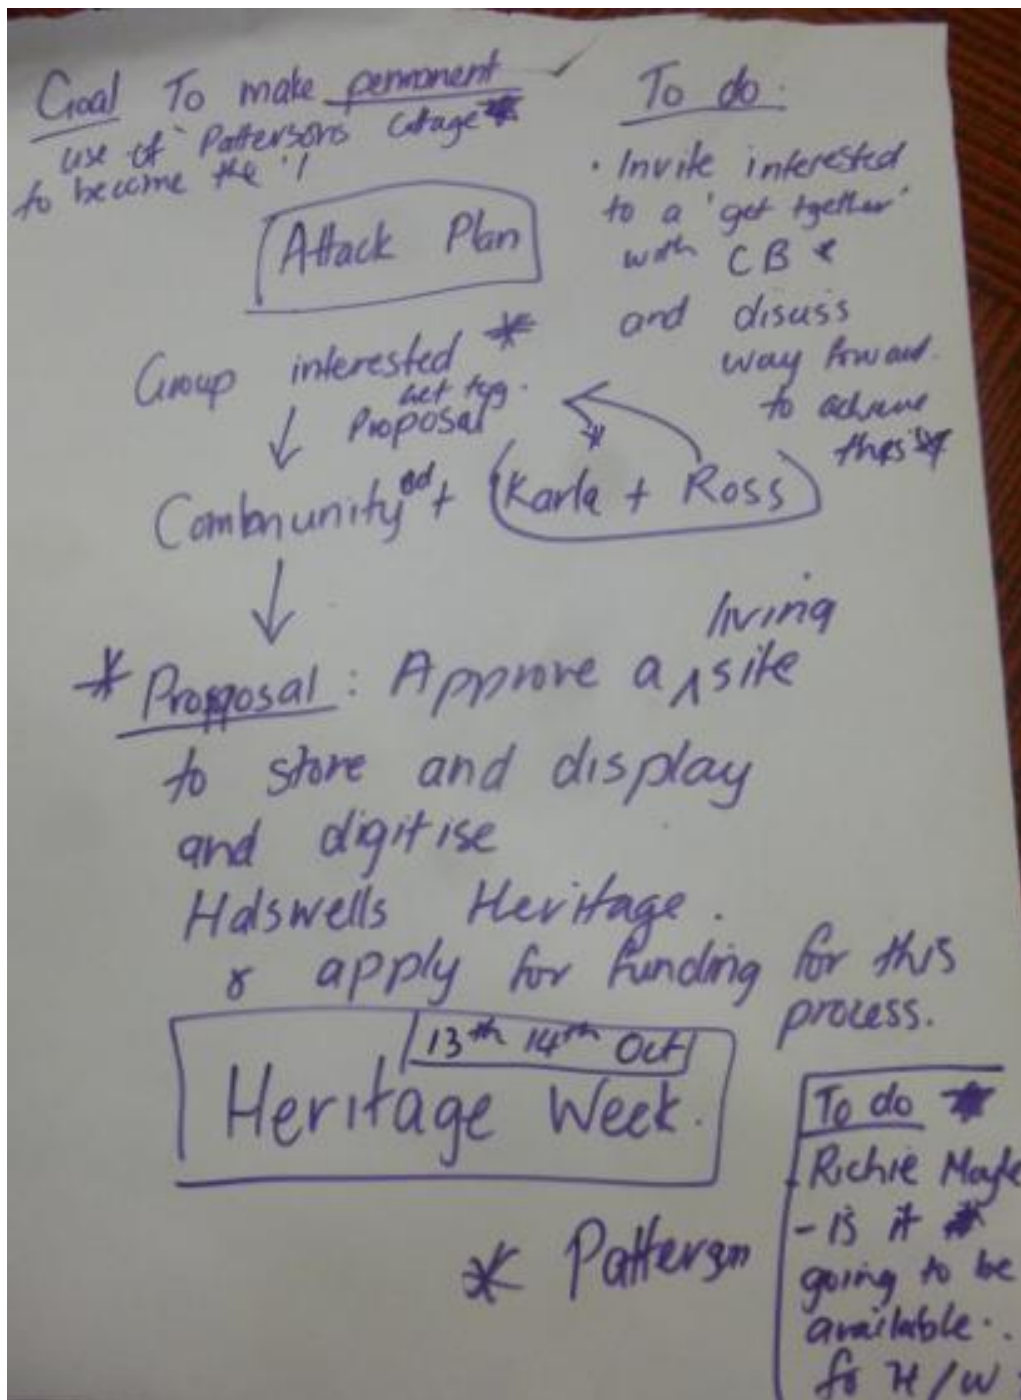 Goal To make permanent
use of Pattersons Cottage
to become the "/
Attack Plan
Group interested *
Get tog.
Proposal
Community Bd +
(Karla + Ross)
To do.
· Invite interested
to a 'get together'
with CB *
and disuss
way forward.
to achieve
this *
* Proposal : Approve a ^ living site
to store and display
and digitise
Halswells Heritage.
& apply for funding for this
process.
13th 14th Oct
Heritage Week.
* Patterson
To do *
- Richie
- is it
going to be
available.
for H/W.